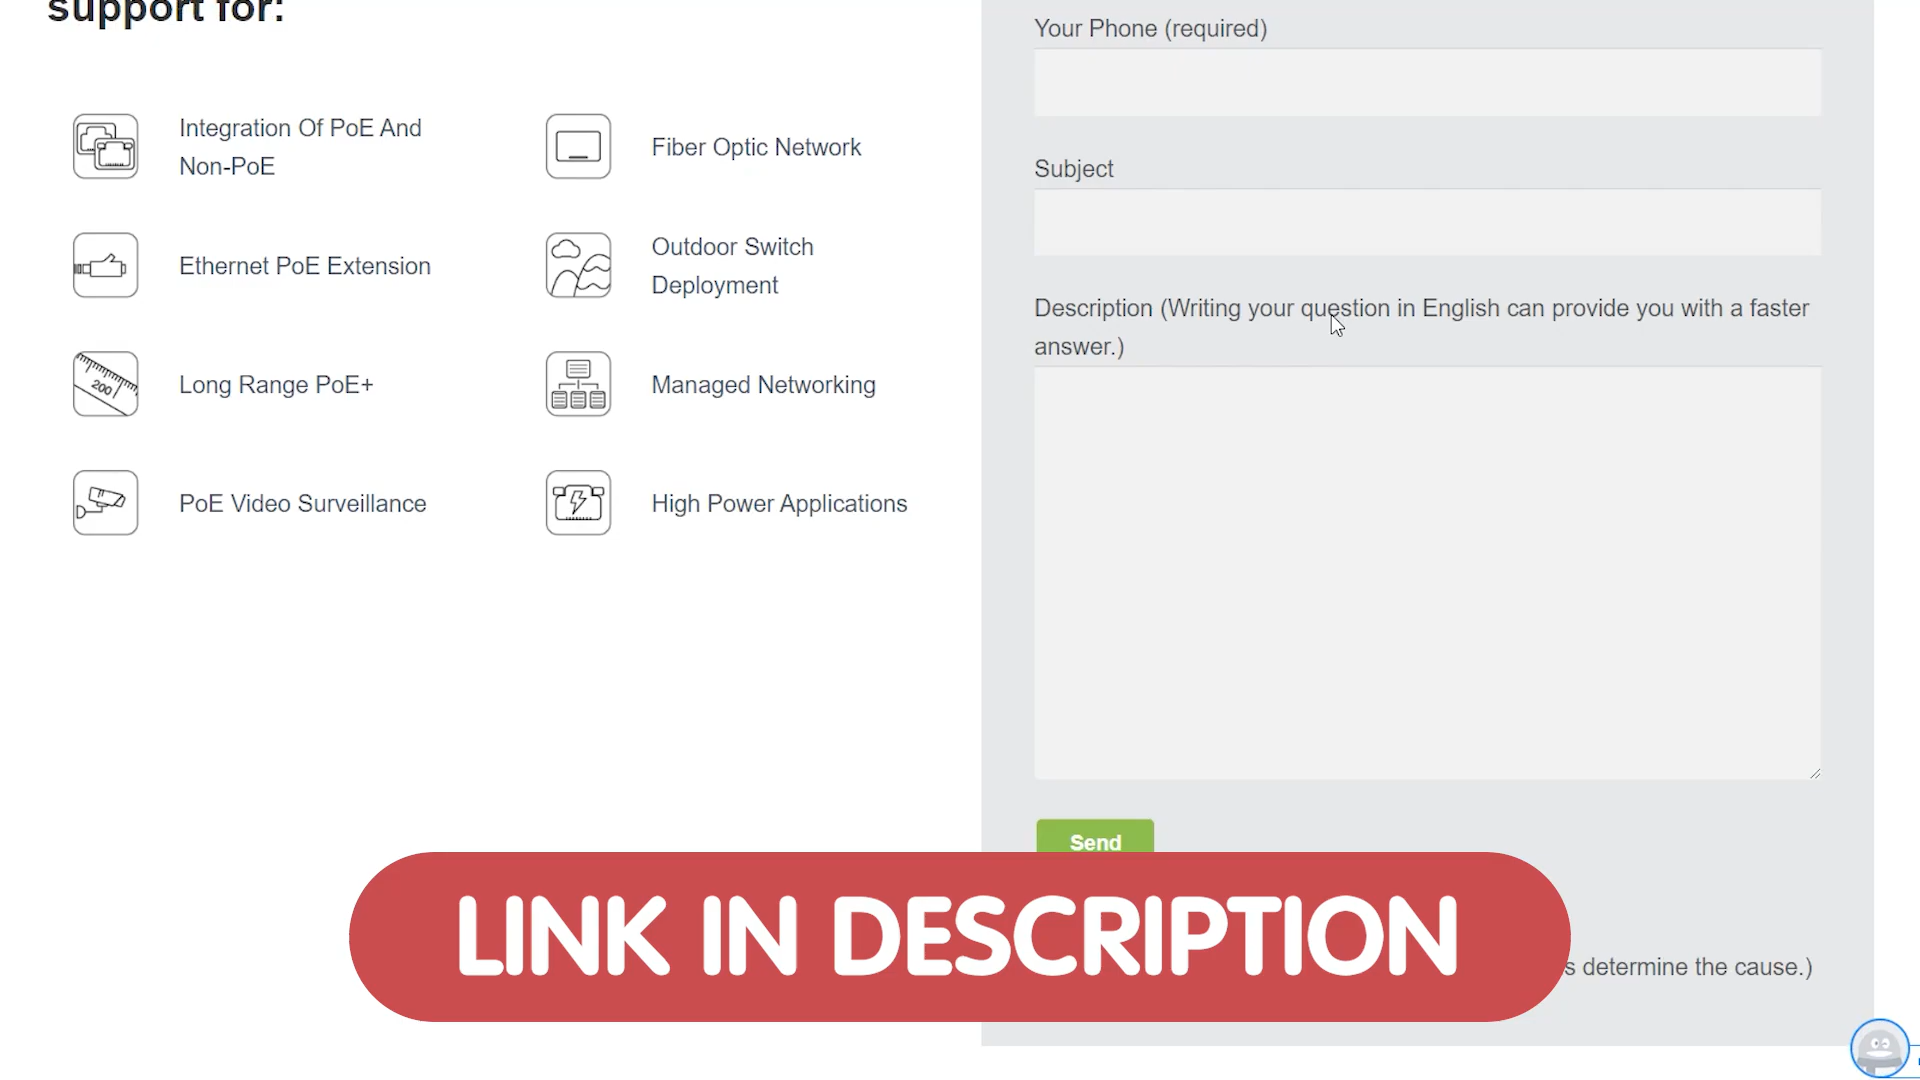 support for:
Integration Of PoE And
Non-PoE
Fiber Optic Network
Ethernet PoE Extension
Outdoor Switch
Deployment
200
Long Range PoE+
Managed Networking
PoE Video Surveillance
High Power Applications
Your Phone (required)
Subject
Description (Writing your question in English can provide you with a faster
answer.)
Send
s determine the cause.)
LINK IN DESCRIPTION